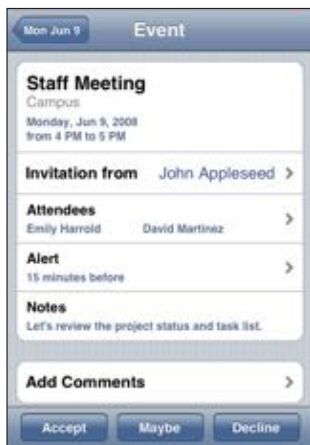 Mon Jun 9 Event
Staff Meeting
Campus
Monday, Jun 9, 2008
from 4 PM to 5 PM
Invitation from John Appleseed
Attendees
Emily Harrold David Martinez
Alert
15 minutes before
Notes
Let's review the project status and task list.
Add Comments
Accept Maybe Decline